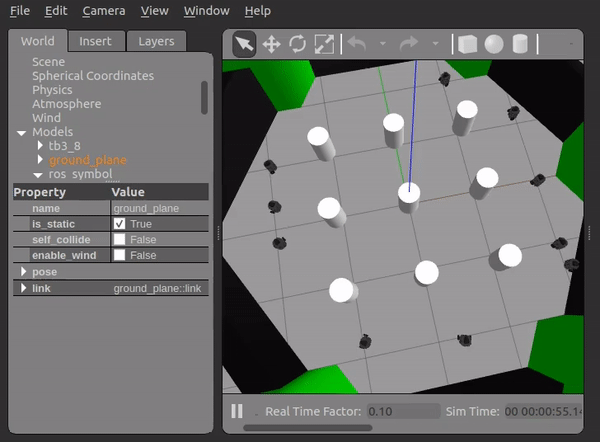 File Edit Camera View Window Help
World Insert Layers
Scene
Spherical Coordinates
Physics
Atmosphere
Wind
Models
tb3_8
ground_plane
ros_symbol
Property Value
name ground_plane
is_static True
self_collide False
enable_wind False
pose
link ground_plane::link
Real Time Factor: 0.10 Sim Time: 00 00:00:55.14